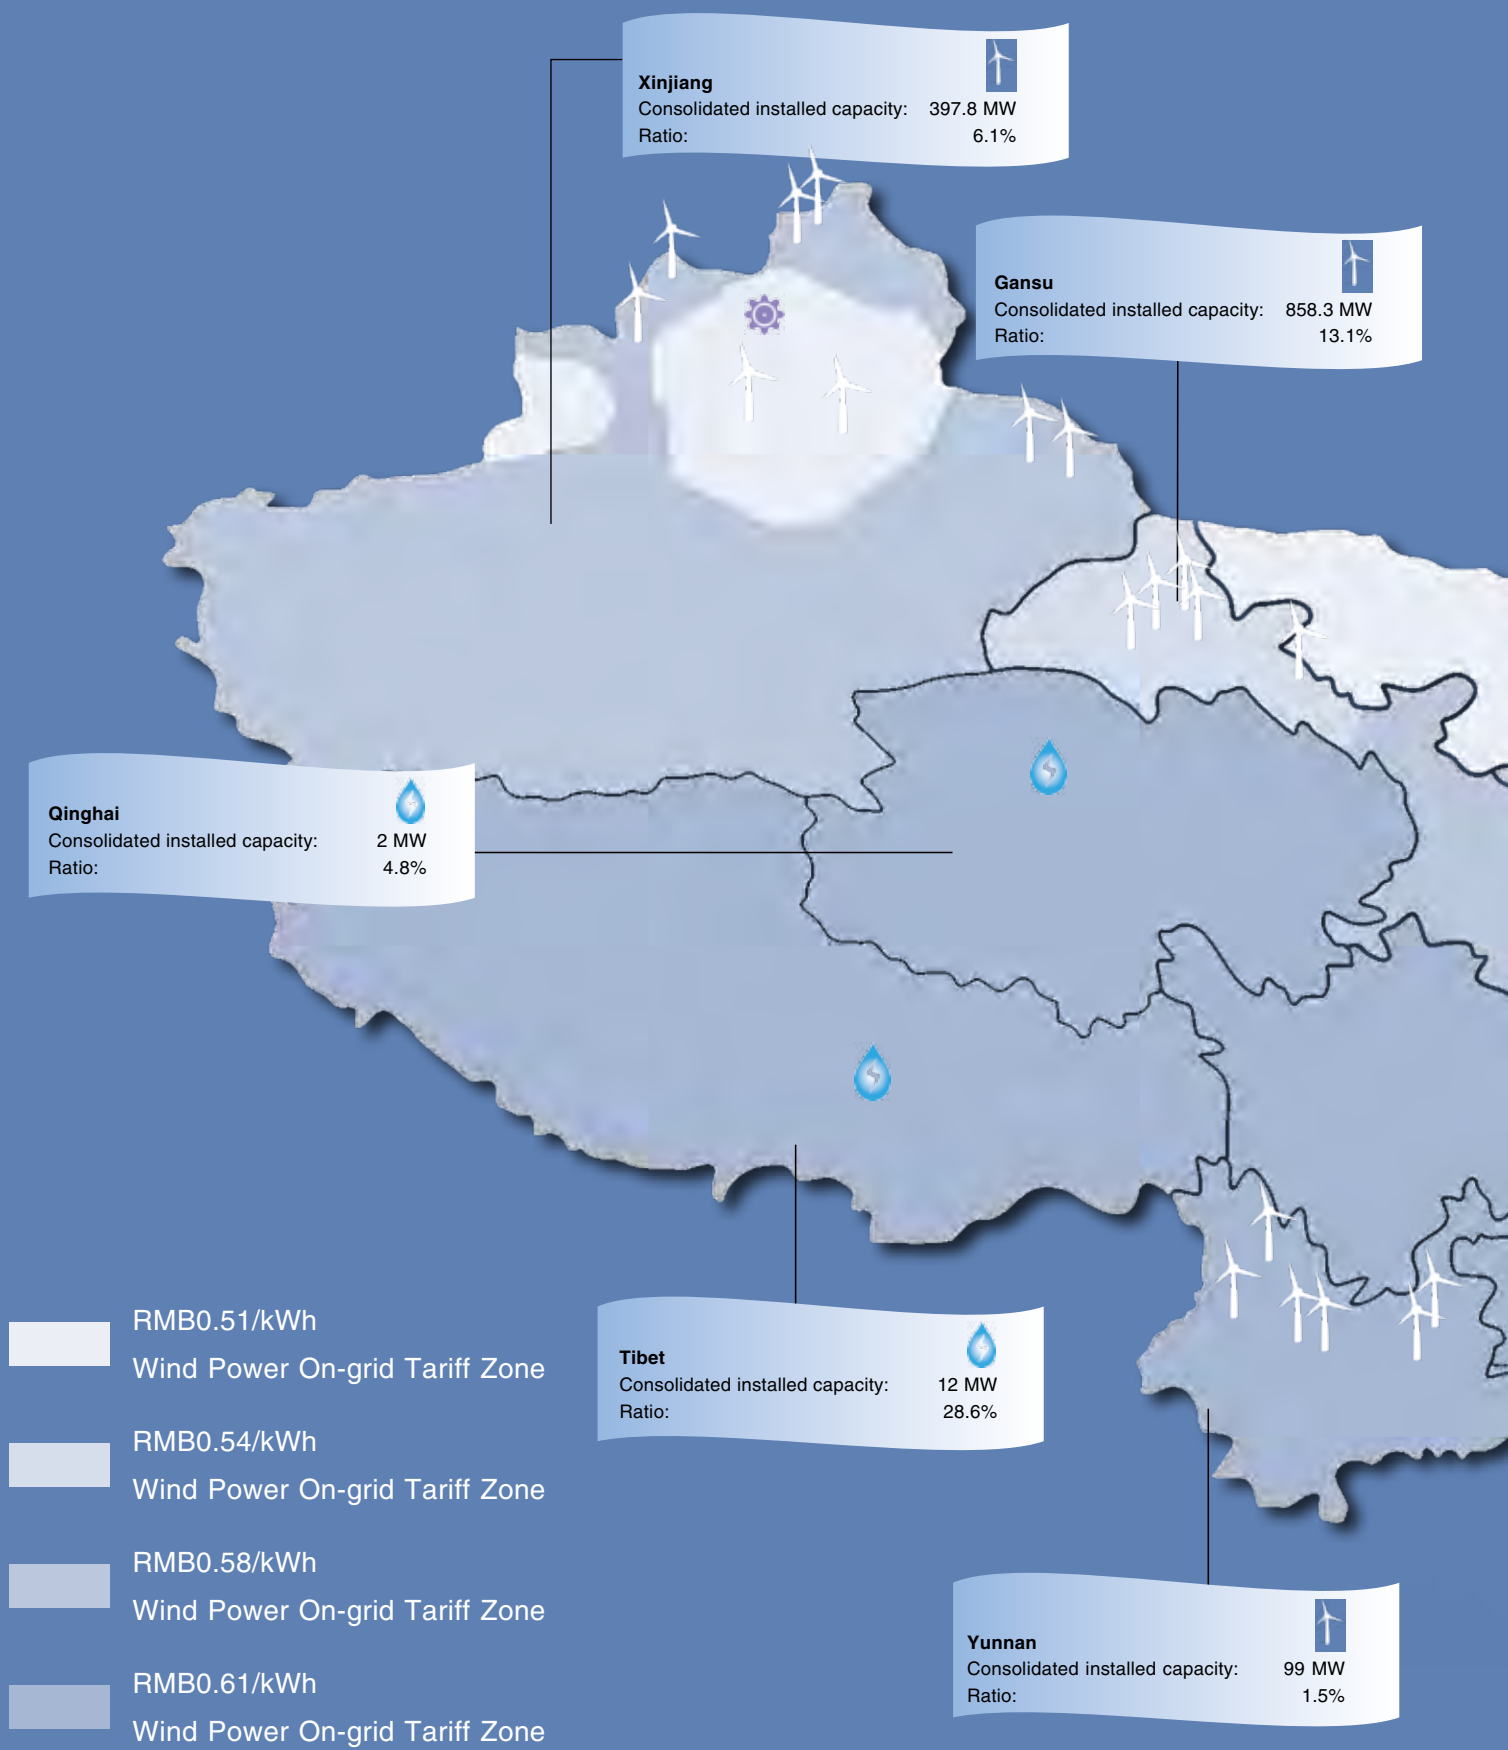 Xinjiang
Consolidated installed capacity: 397.8 MW
Ratio: 6.1%
Gansu
Consolidated installed capacity: 858.3 MW
Ratio: 13.1%
Qinghai
Consolidated installed capacity: 2 MW
Ratio: 4.8%
Tibet
Consolidated installed capacity: 12 MW
Ratio: 28.6%
Yunnan
Consolidated installed capacity: 99 MW
Ratio: 1.5%
RMB0.51/kWh
Wind Power On-grid Tariff Zone
RMB0.54/kWh
Wind Power On-grid Tariff Zone
RMB0.58/kWh
Wind Power On-grid Tariff Zone
RMB0.61/kWh
Wind Power On-grid Tariff Zone